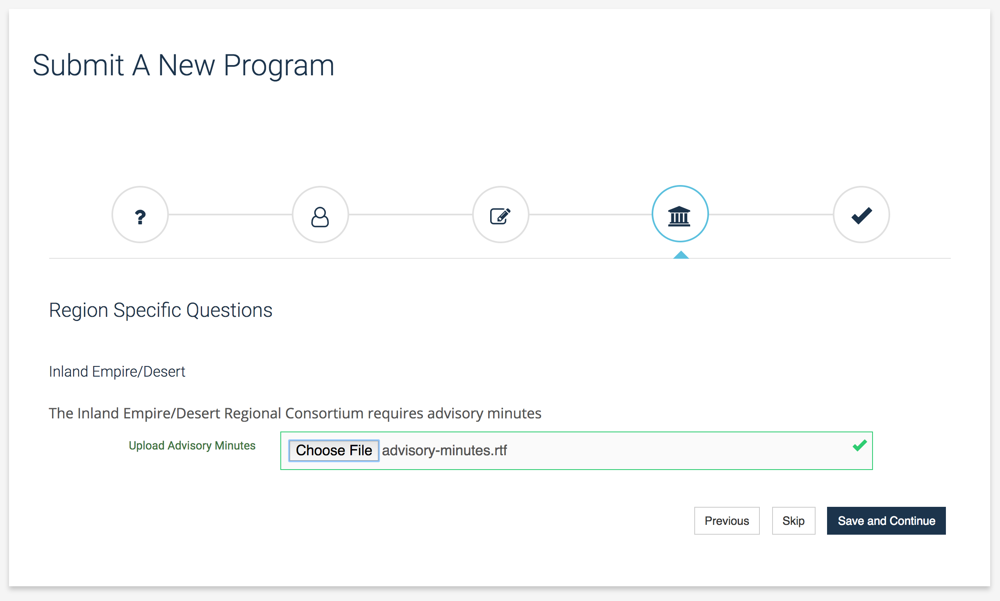 Submit A New Program
?
Region Specific Questions
Inland Empire/Desert
The Inland Empire/Desert Regional Consortium requires advisory minutes
Upload Advisory Minutes Choose File advisory-minutes.rtf
Previous Skip Save and Continue